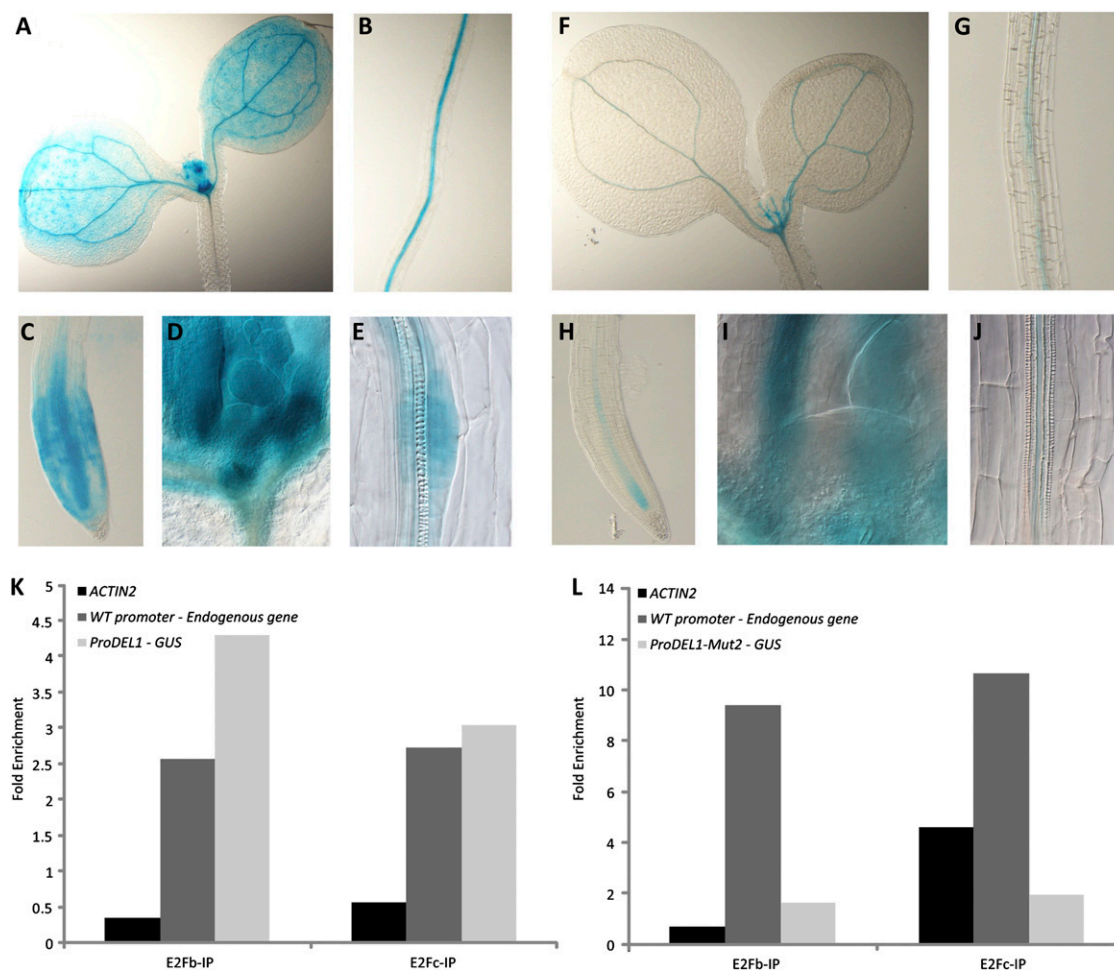 A
B
F
G
C
D
E
H
I
J
K
5
4.5
4
3.5
3
2.5
2
1.5
1
0.5
0
Fold Enrichment
ACTIN2
WT promoter - Endogenous gene
ProDEL1 - GUS
E2Fb-IP
E2Fc-IP
L
14
12
10
8
6
4
2
0
Fold Enrichment
ACTIN2
WT promoter - Endogenous gene
ProDEL1-Mut2 - GUS
E2Fb-IP
E2Fc-IP